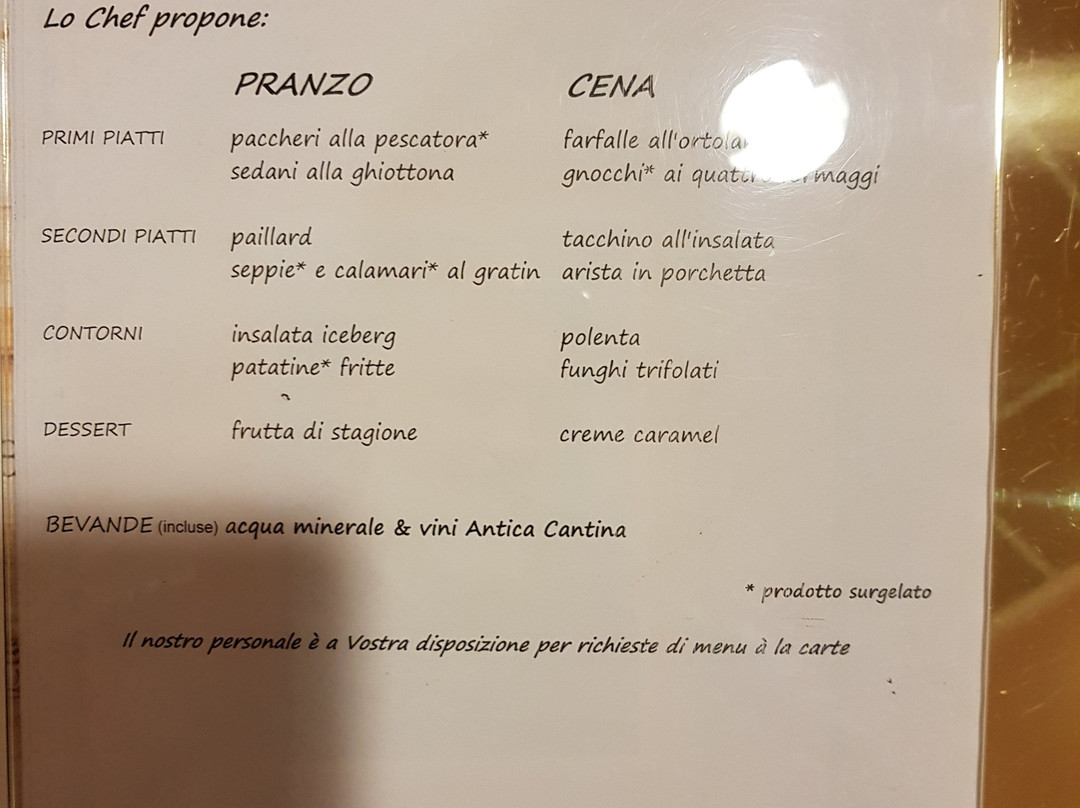 Lo Chef propone:
PRANZO CENA
PRIMI PIATTI paccheri alla pescatora* farfalle
sedani alla ghiottona gnocchi* ai
SECONDI PIATTI paillard tacchino all'insalata
seppie* e calamari* al gratin arista in porchetta
CONTORNI insalata iceberg polenta
patatine* fritte funghi trifolati
DESSERT frutta di stagione creme caramel
BEVANDE (incluse) acqua minerale & vini Antica Cantina
* prodotto surgelato
Il nostro personale è a Vostra disposizione per richieste di menu à la carte